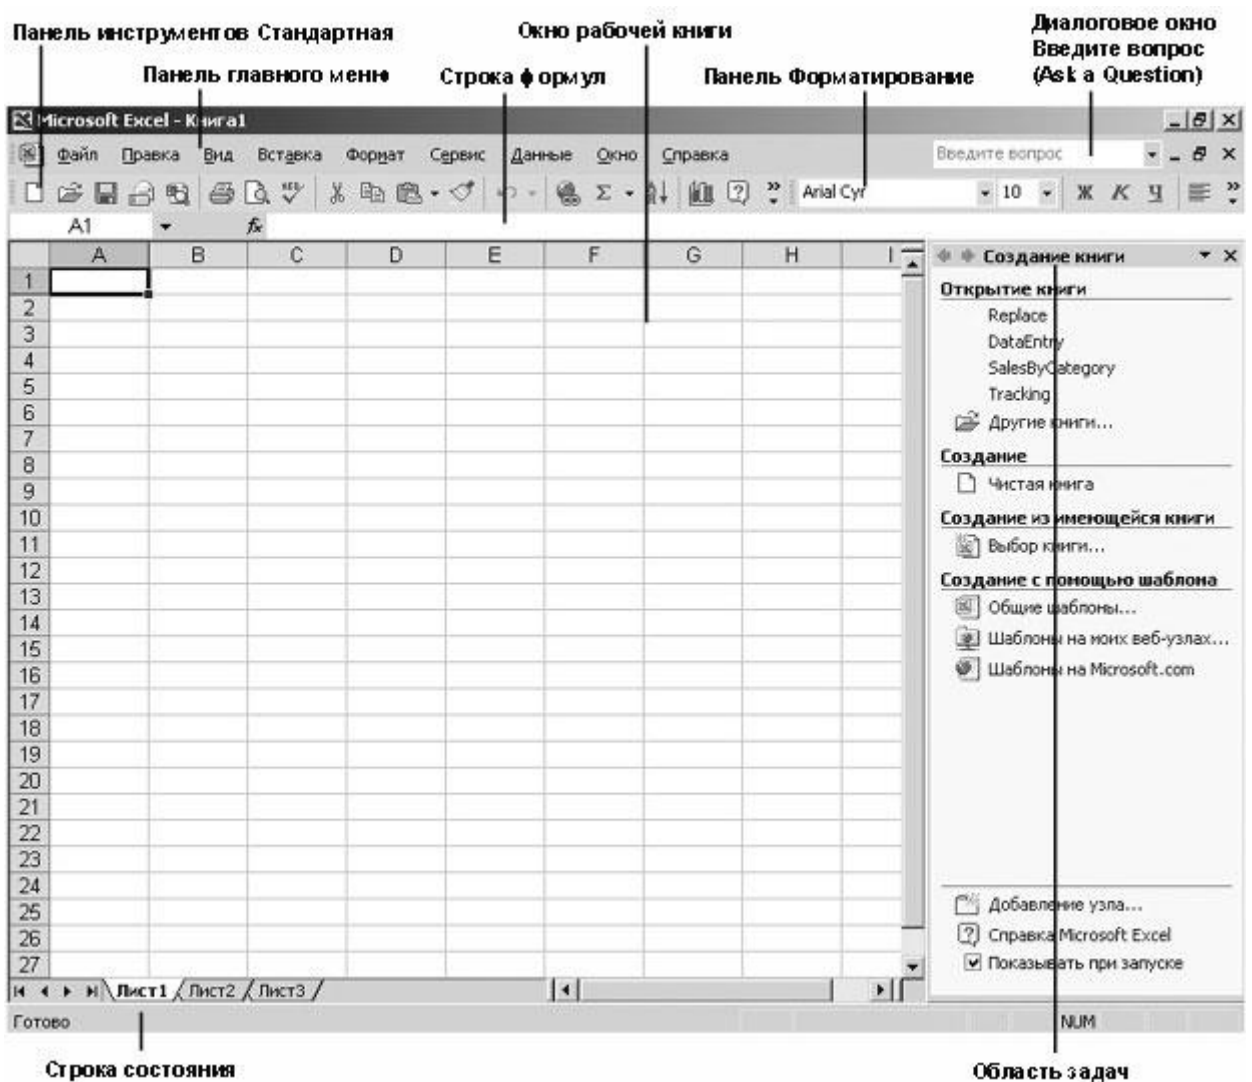 Панель инструментов Стандартная
Окно рабочей книги
Диалоговое окно
Введите вопрос
(Ask a Question)
Панель главного меню
Строка формул
Панель Форматирование
Microsoft Excel - Книга1
Файл Правка Вид Вставка Формат Сервис Данные Окно Справка
Введите вопрос
Arial Cyr 10 Ж К Ч
A1 fx
A B C D E F G H I
1
2
3
4
5
6
7
8
9
10
11
12
13
14
15
16
17
18
19
20
21
22
23
24
25
26
27
Создание книги
Открытие книги
Replace
DataEntry
SalesByCategory
Tracking
Другие книги...
Создание
Чистая книга
Создание из имеющейся книги
Выбор книги...
Создание с помощью шаблона
Общие шаблоны...
Шаблоны на моих веб-узлах...
Шаблоны на Microsoft.com
Добавление узла...
Справка Microsoft Excel
Показывать при запуске
Лист1 Лист2 Лист3
Готово
NUM
Строка состояния
Область задач